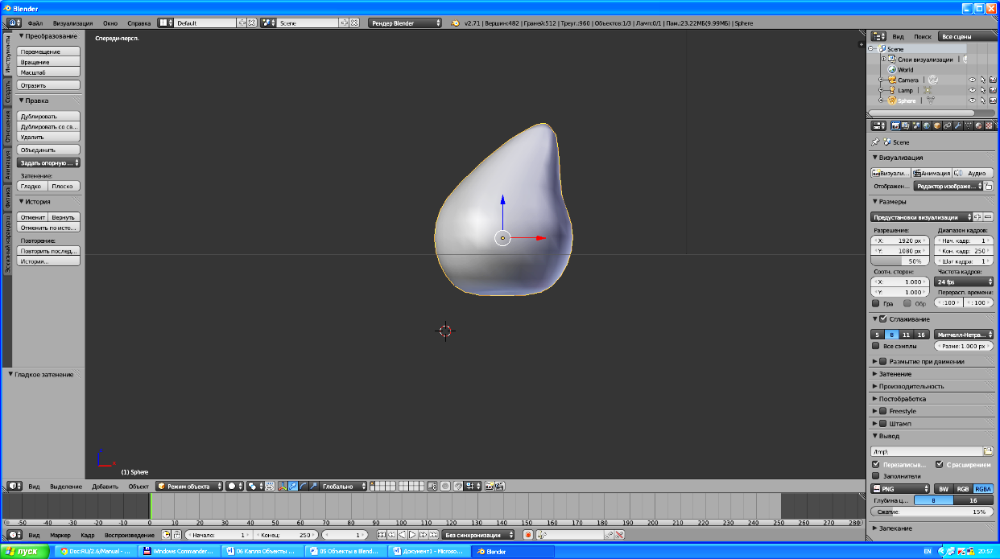 Blender
Файл Визуализация Окно Справка Default Scene Рендер Blender v2.71 | Вершин:482 | Граней:512 | Треуг.:960 | Объектов:1/3 | Ламп:0/1 | Пам.:23.22МБ(9.99МБ) | Sphere
Преобразование
Перемещение
Вращение
Масштаб
Отразить
Правка
Дублировать
Дублировать со св...
Удалить
Объединить
Задать опорную ...
Затенение:
Гладко Плоско
История
Отменит Вернуть
Отменить по исто...
Повторение:
Повторить послед...
История...
Гладкое затенение
Инструменты
Создать
Отношения
Анимация
Физика
Эскизный карандаш
Спереди-персп.
(1) Sphere
Вид Поиск Все сцены
Scene
Слои визуализации
World
Camera
Lamp
Sphere
Scene
Визуализация
Визуали... Анимация Аудио
Отображен... Редактор изображе...
Размеры
Предустановки визуализации
Разрешение: Диапазон кадров:
X: 1920 px Нач. кадр: 1
Y: 1080 px Кон. кадр: 250
50% Шаг кадра: 1
Соотн. сторон: Частота кадров:
X: 1.000 24 fps
Y: 1.000 Перерасп. времени:
Гра Обр :100 : 100
Сглаживание
5 8 11 16 Митчелл-Нетра...
Все сэмплы Разме: 1.000 px
Размытие при движении
Затенение
Производительность
Постобработка
Freestyle
Штамп
Вывод
/tmp\
Перезаписыв... С расширением
Заполнители
PNG BW RGB RGBA
Глубина ц... 8 16
Сжатие: 15%
Запекание
Вид Выделение Добавить Объект Режим объекта Глобально
-50 -40 -30 -20 -10 0 10 20 30 40 50 60 70 80 90 100 110 120 130 140 150 160 170 180 190 200 210 220 230 240 250 260 270 280
Вид Маркер Кадр Воспроизведение Начало: 1 Конец: 250 1 Без синхронизации
пуск Doc:RU/2.6/Manual - ... Windows Commander... 06 Капля Объекты ... 05 Объекты в Blend... Документ1 - Microso... Blender EN 20:57